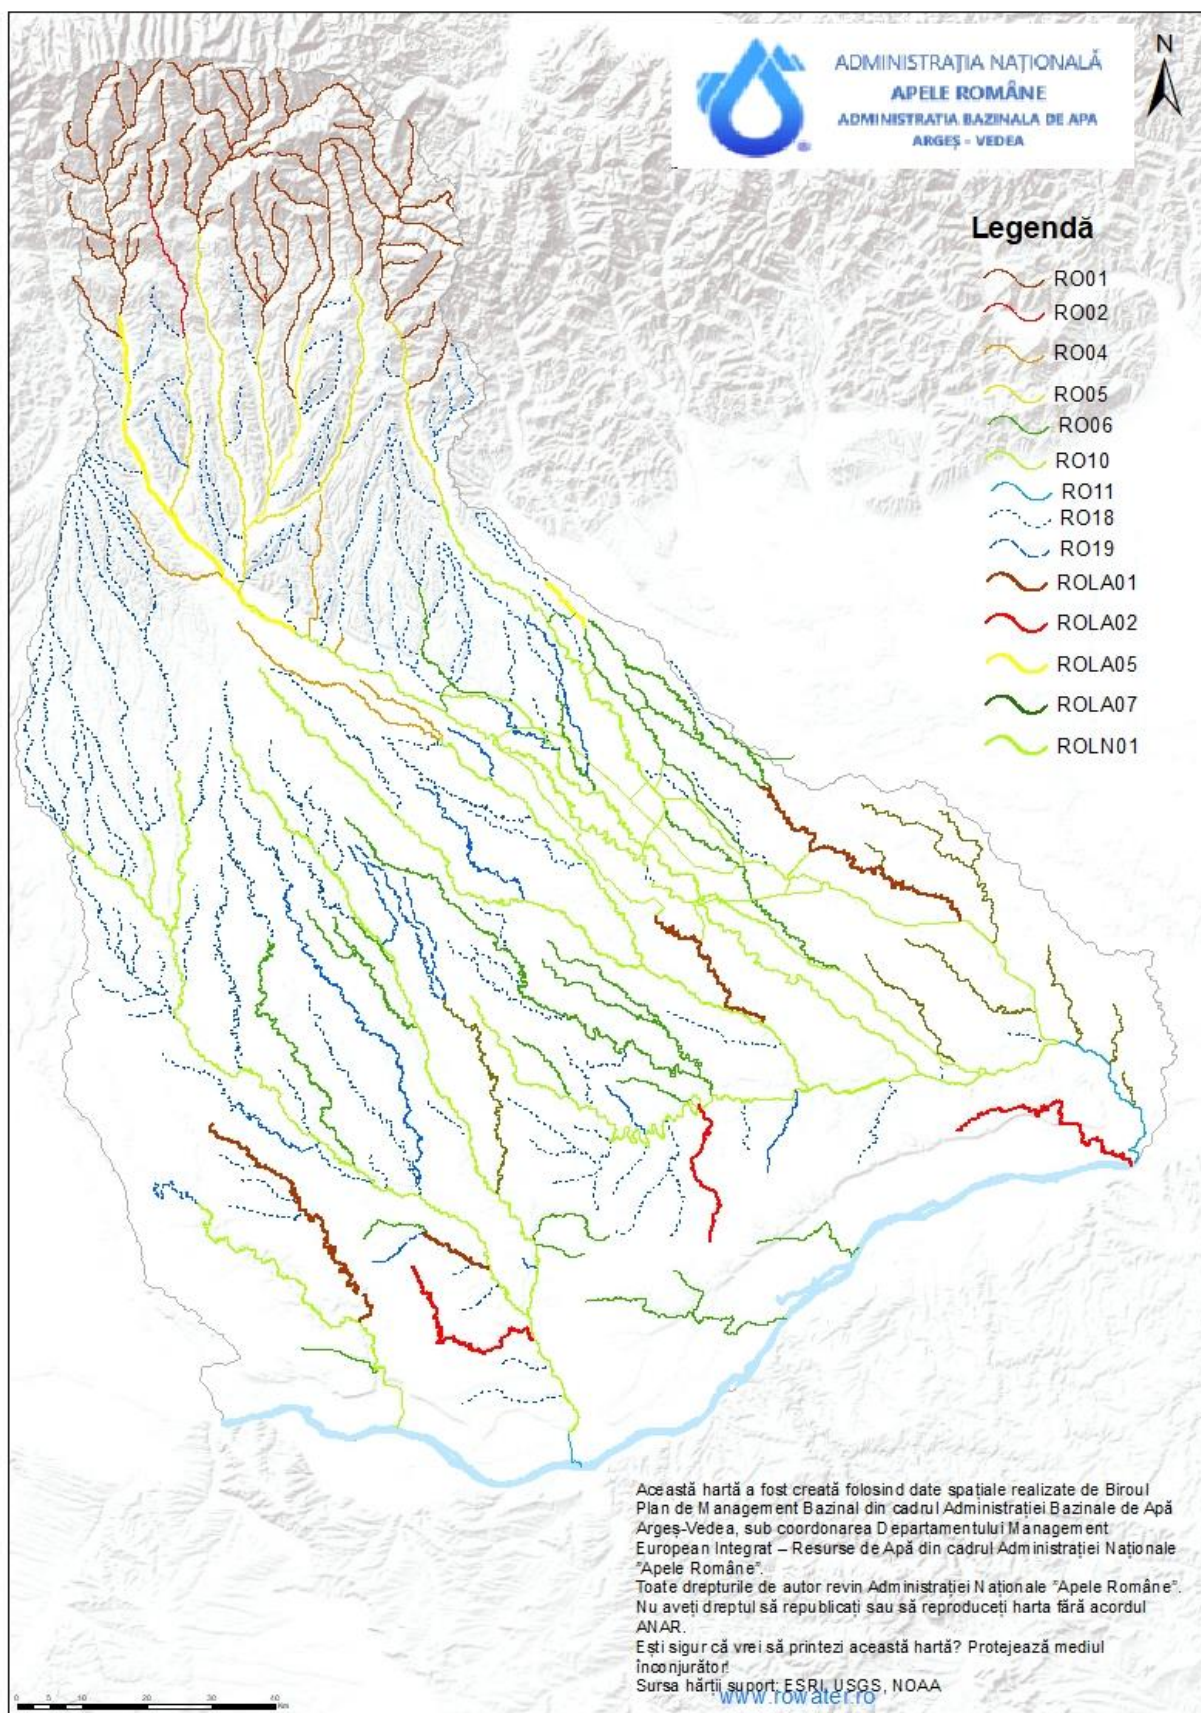 N
ADMINISTRAȚIA NAȚIONALĂ
APELE ROMÂNE
ADMINISTRATIA BAZINALA DE APA
ARGEȘ - VEDEA
®
Legendă
RO01
RO02
RO04
RO05
RO06
RO10
RO11
RO18
RO19
ROLA01
ROLA02
ROLA05
ROLA07
ROLN01
Această hartă a fost creată folosind date spațiale realizate de Biroul
Plan de Management Bazinal din cadrul Administrației Bazinale de Apă
Argeș-Vedea, sub coordonarea Departamentului Management
European Integrat – Resurse de Apă din cadrul Administrației Naționale
"Apele Române".
Toate drepturile de autor revin Administrației Naționale "Apele Române".
Nu aveți dreptul să republicați sau să reproduceți harta fără acordul
ANAR.
Ești sigur că vrei să printezi această hartă? Protejează mediul
înconjurător!
Sursa hărții suport: ESRI, USGS, NOAA
www.rowater.ro
0 5 10 20 30 40
Km